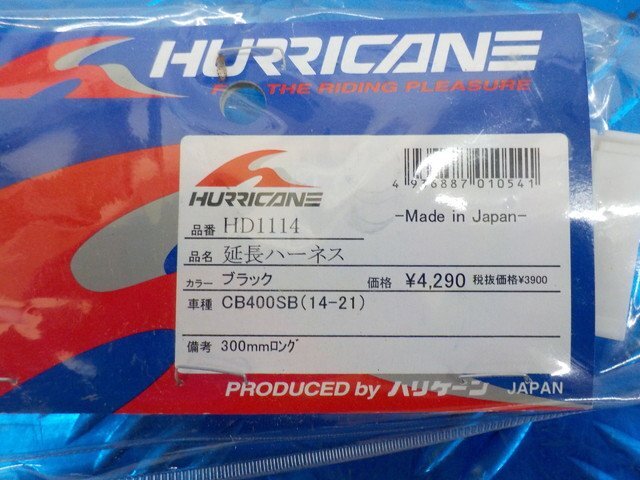 HURRICANE
FOR THE RIDING PLEASURE
HURRICANE
4 936887 010541
-Made in Japan-
品番 HD1114
品名 延長ハーネス
カラー ブラック 価格 ¥4,290 税抜価格¥3900
車種 CB400SB(14-21)
備考 300mmロング
PRODUCED by ハリケーン JAPAN